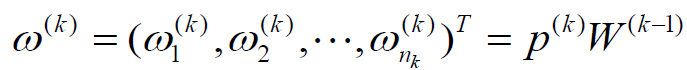 ω^{(k)} = (ω_1^{(k)}, ω_2^{(k)}, ⋯, ω_{n_k}^{(k)})^T = p^{(k)}W^{(k-1)}